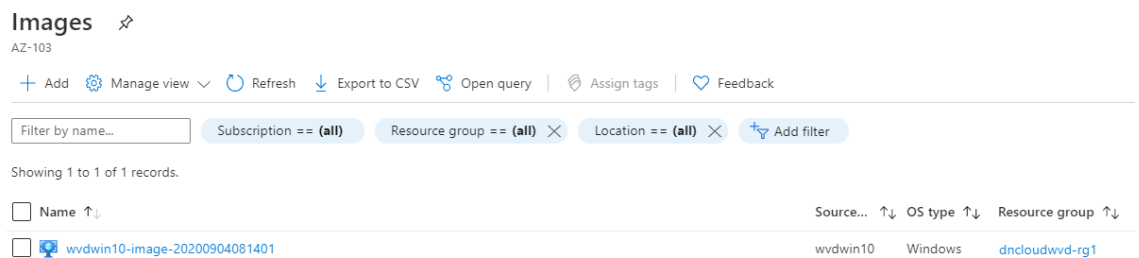 Images
AZ-103
Add Manage view Refresh Export to CSV Open query Assign tags Feedback
Filter by name... Subscription == (all) Resource group == (all) Location == (all) Add filter
Showing 1 to 1 of 1 records.
Name Source... OS type Resource group
wvdwin10-image-20200904081401 wvdwin10 Windows dncloudwvd-rg1